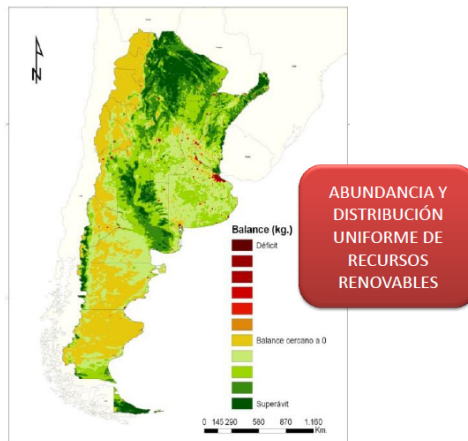 N
ABUNDANCIA Y
DISTRIBUCIÓN
UNIFORME DE
RECURSOS
RENOVABLES
Balance (kg.)
Déficit
Balance cercano a 0
Superávit
0 145 290 580 870 1.160
Km.